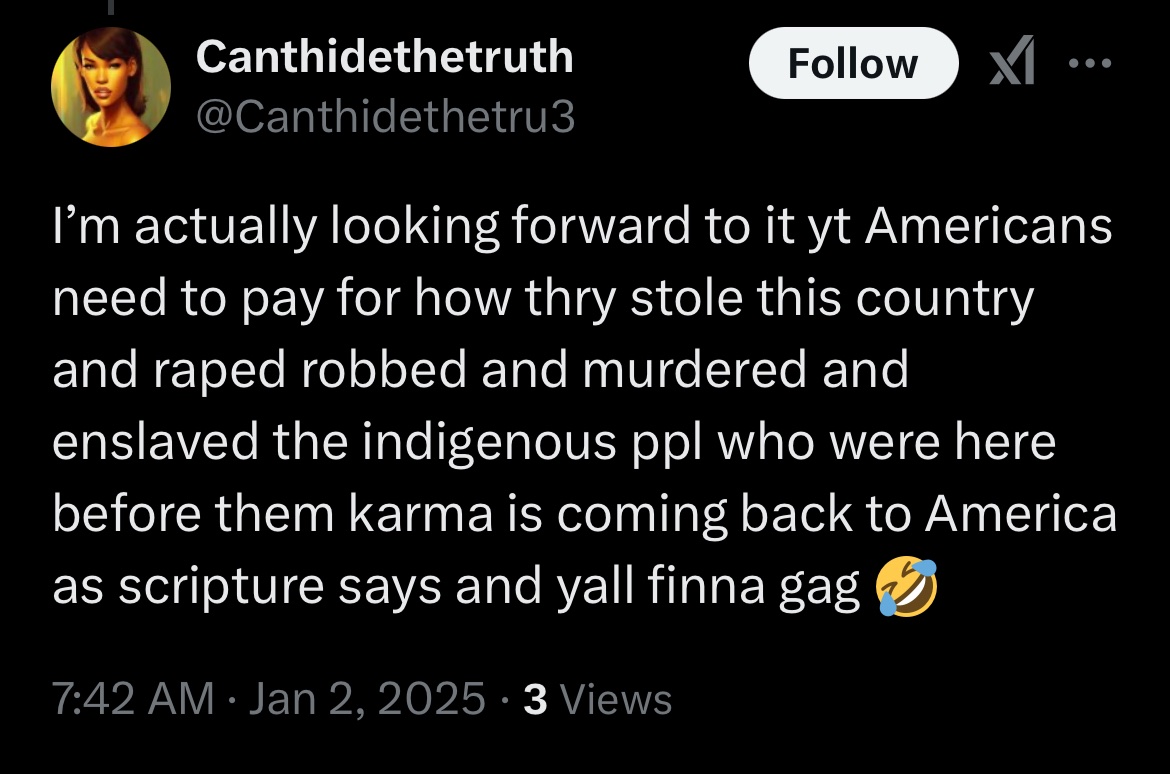 Canthidethetruth
@Canthidethetru3
Follow
I’m actually looking forward to it yt Americans
need to pay for how thry stole this country
and raped robbed and murdered and
enslaved the indigenous ppl who were here
before them karma is coming back to America
as scripture says and yall finna gag 🤣
7:42 AM · Jan 2, 2025 · 3 Views